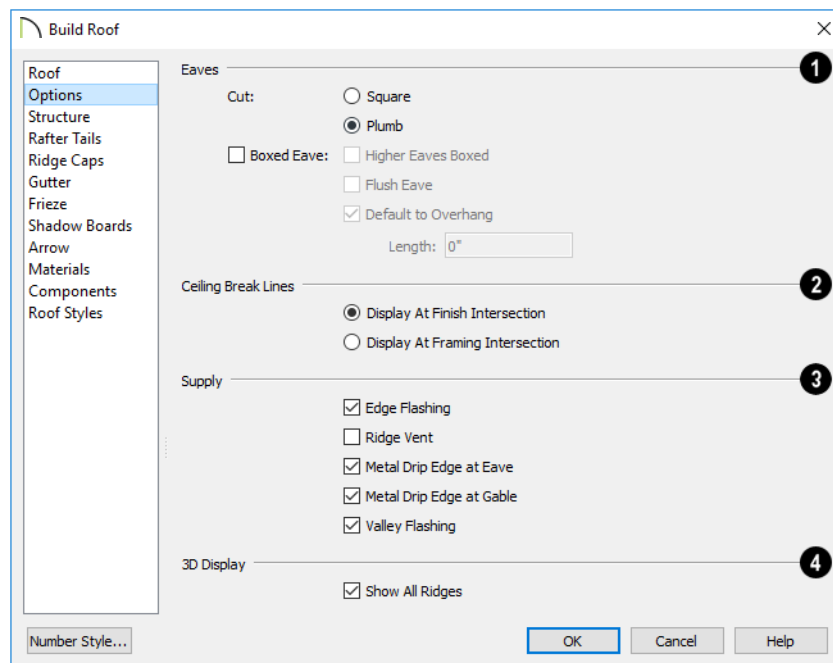 Build Roof
Roof
Options
Structure
Rafter Tails
Ridge Caps
Gutter
Frieze
Shadow Boards
Arrow
Materials
Components
Roof Styles
Eaves 1
Cut: Square
Plumb
Boxed Eave: Higher Eaves Boxed
Flush Eave
Default to Overhang
Length: 0"
Ceiling Break Lines 2
Display At Finish Intersection
Display At Framing Intersection
Supply 3
Edge Flashing
Ridge Vent
Metal Drip Edge at Eave
Metal Drip Edge at Gable
Valley Flashing
3D Display 4
Show All Ridges
Number Style... OK Cancel Help